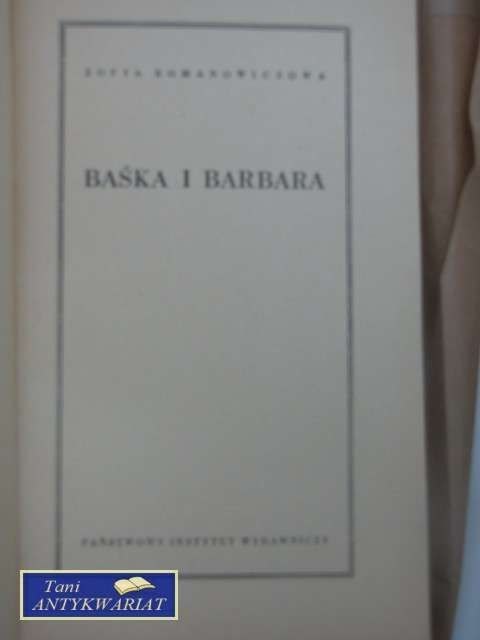 ZOFIA ROMANOWICZOWA
BAŚKA I BARBARA
PAŃSTWOWY INSTYTUT WYDAWNICZY
Tani
ANTYKWARIAT